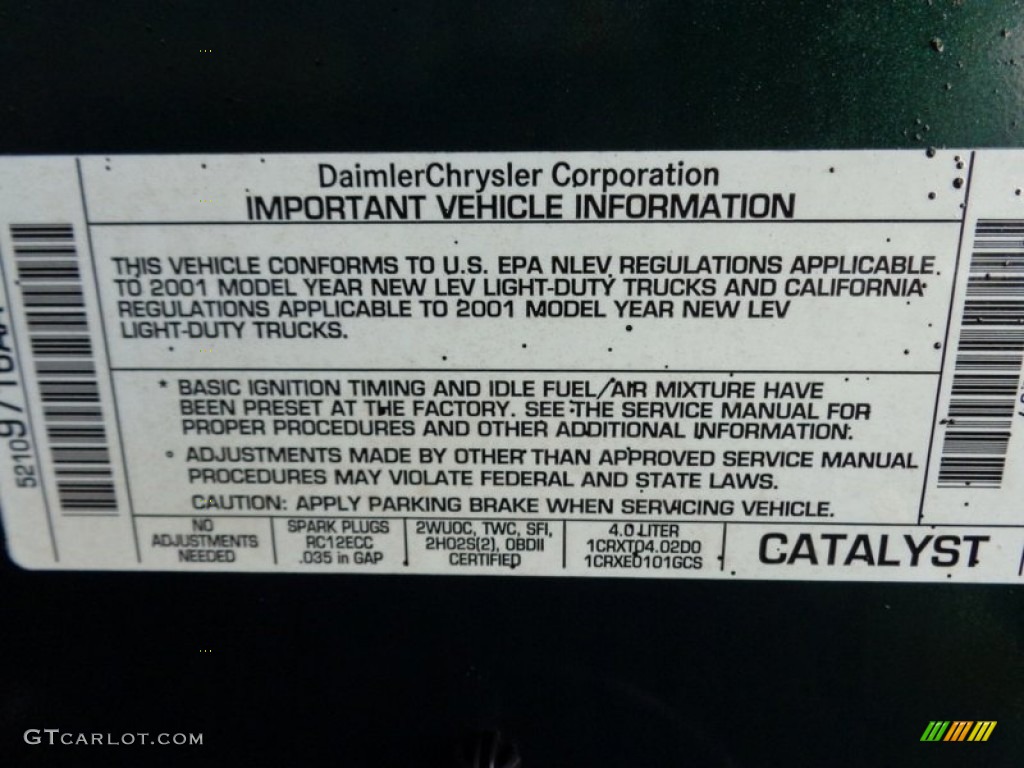 DaimlerChrysler Corporation
IMPORTANT VEHICLE INFORMATION
THIS VEHICLE CONFORMS TO U.S. EPA NLEV REGULATIONS APPLICABLE
TO 2001 MODEL YEAR NEW LEV LIGHT-DUTY TRUCKS AND CALIFORNIA
REGULATIONS APPLICABLE TO 2001 MODEL YEAR NEW LEV
LIGHT-DUTY TRUCKS.
* BASIC IGNITION TIMING AND IDLE FUEL/AIR MIXTURE HAVE
BEEN PRESET AT THE FACTORY. SEE THE SERVICE MANUAL FOR
PROPER PROCEDURES AND OTHER ADDITIONAL INFORMATION.
* ADJUSTMENTS MADE BY OTHER THAN APPROVED SERVICE MANUAL
PROCEDURES MAY VIOLATE FEDERAL AND STATE LAWS.
CAUTION: APPLY PARKING BRAKE WHEN SERVICING VEHICLE.
NO
ADJUSTMENTS
NEEDED
SPARK PLUGS
RC12ECC
.035 in GAP
2WUOC, TWC, SFI,
2HO2S(2), OBDII
CERTIFIED
4.0 LITER
1CRXT04.02D0
1CRXE0101GCS
CATALYST
GTCARLOT.COM